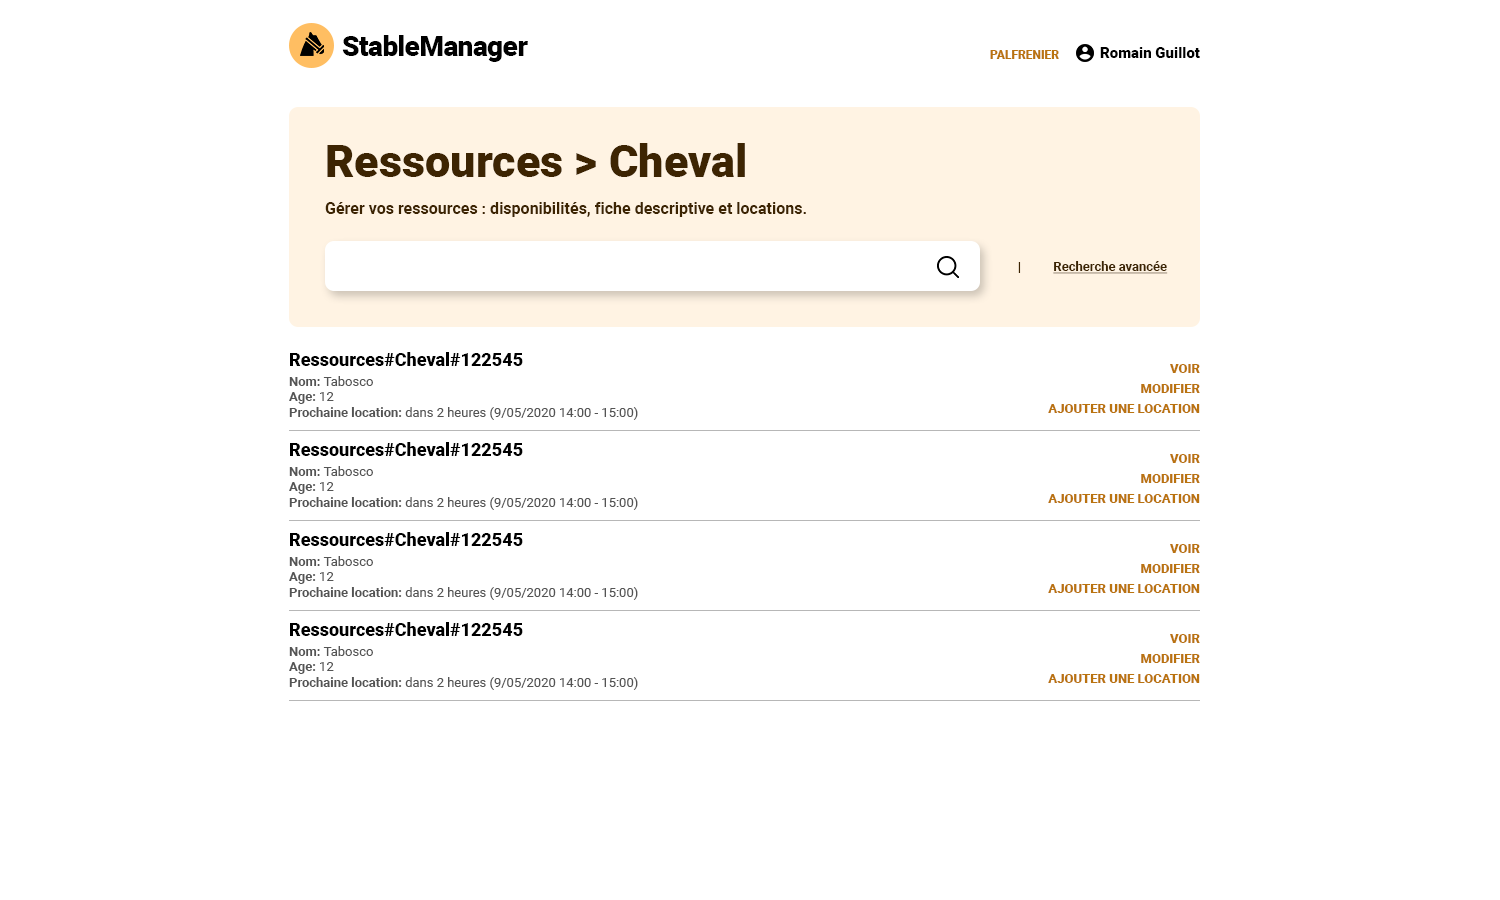 StableManager
PALFRENIER
Romain Guillot
Ressources > Cheval
Gérer vos ressources : disponibilités, fiche descriptive et locations.
| Recherche avancée
Ressources#Cheval#122545
Nom: Tabosco
Age: 12
Prochaine location: dans 2 heures (9/05/2020 14:00 - 15:00)
VOIR
MODIFIER
AJOUTER UNE LOCATION
Ressources#Cheval#122545
Nom: Tabosco
Age: 12
Prochaine location: dans 2 heures (9/05/2020 14:00 - 15:00)
VOIR
MODIFIER
AJOUTER UNE LOCATION
Ressources#Cheval#122545
Nom: Tabosco
Age: 12
Prochaine location: dans 2 heures (9/05/2020 14:00 - 15:00)
VOIR
MODIFIER
AJOUTER UNE LOCATION
Ressources#Cheval#122545
Nom: Tabosco
Age: 12
Prochaine location: dans 2 heures (9/05/2020 14:00 - 15:00)
VOIR
MODIFIER
AJOUTER UNE LOCATION